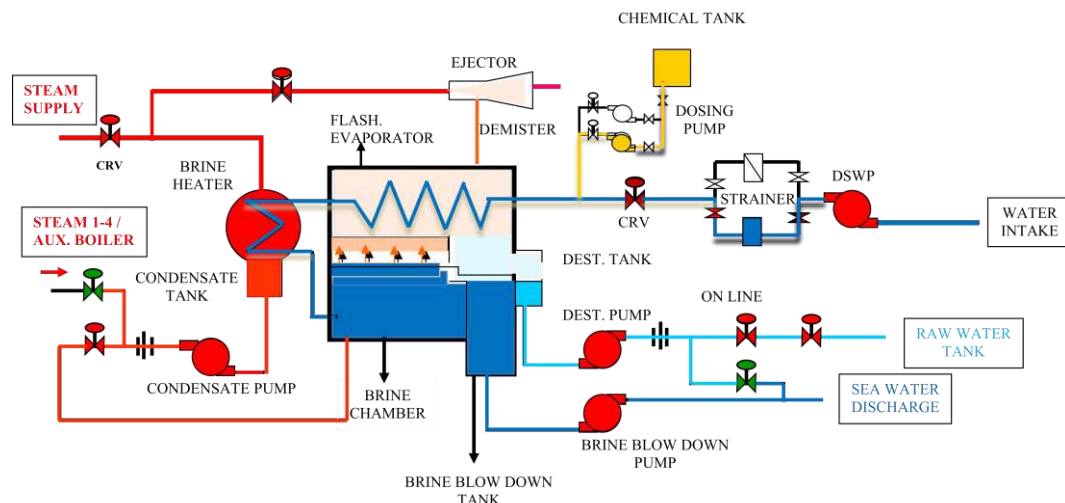 CHEMICAL TANK
EJECTOR
STEAM
SUPPLY
DOSING
PUMP
FLASH.
EVAPORATOR
DEMISTER
CRV
BRINE
HEATER
DSWP
STRAINER
STEAM 1-4 /
AUX. BOILER
CRV
WATER
INTAKE
CONDENSATE
TANK
DEST. TANK
ON LINE
DEST. PUMP
RAW WATER
TANK
CONDENSATE PUMP
BRINE
CHAMBER
SEA WATER
DISCHARGE
BRINE BLOW DOWN
PUMP
BRINE BLOW DOWN
TANK